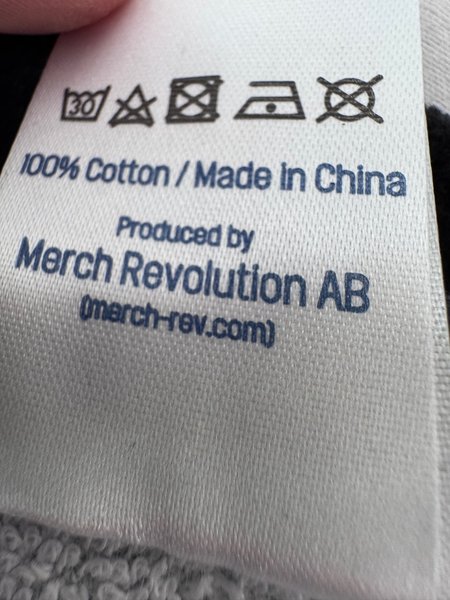 30
100% Cotton / Made in China
Produced by
Merch Revolution AB
(merch-rev.com)